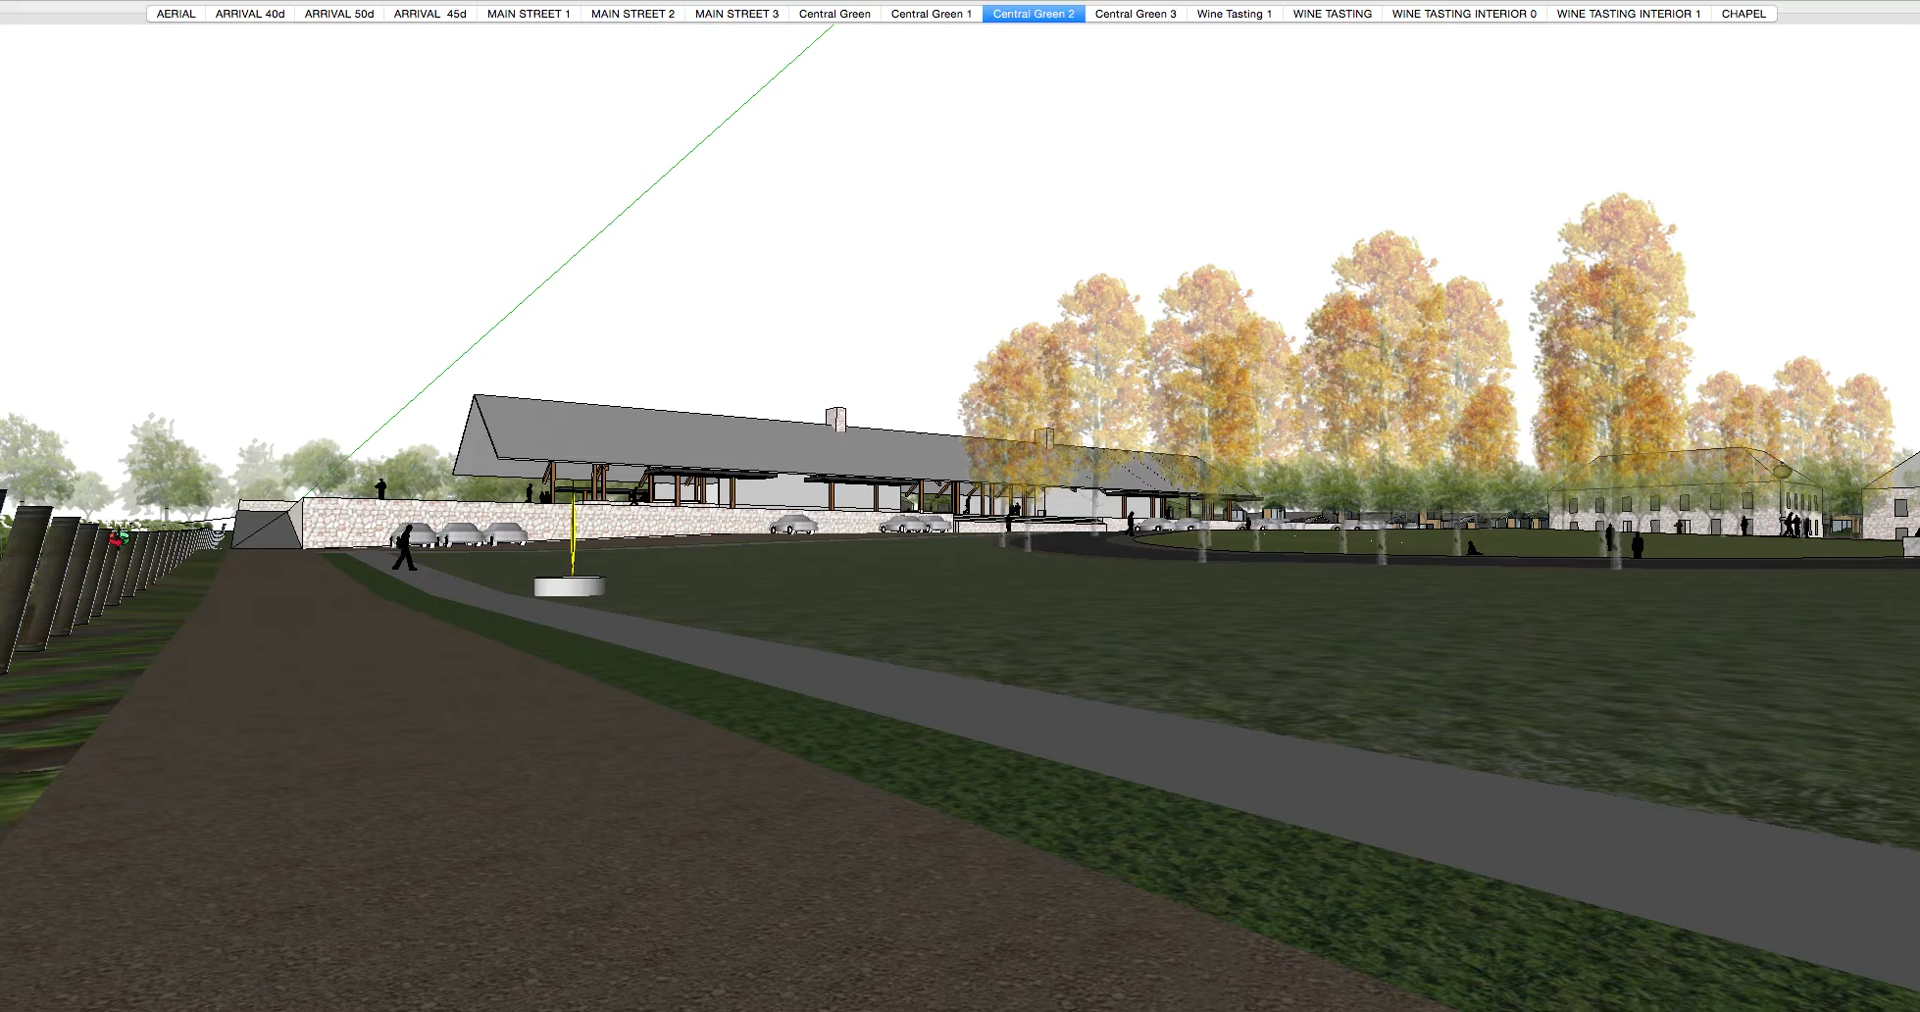 AERIAL ARRIVAL 40d ARRIVAL 50d ARRIVAL 45d MAIN STREET 1 MAIN STREET 2 MAIN STREET 3 Central Green Central Green 1 Central Green 2 Central Green 3 Wine Tasting 1 WINE TASTING WINE TASTING INTERIOR 0 WINE TASTING INTERIOR 1 CHAPEL